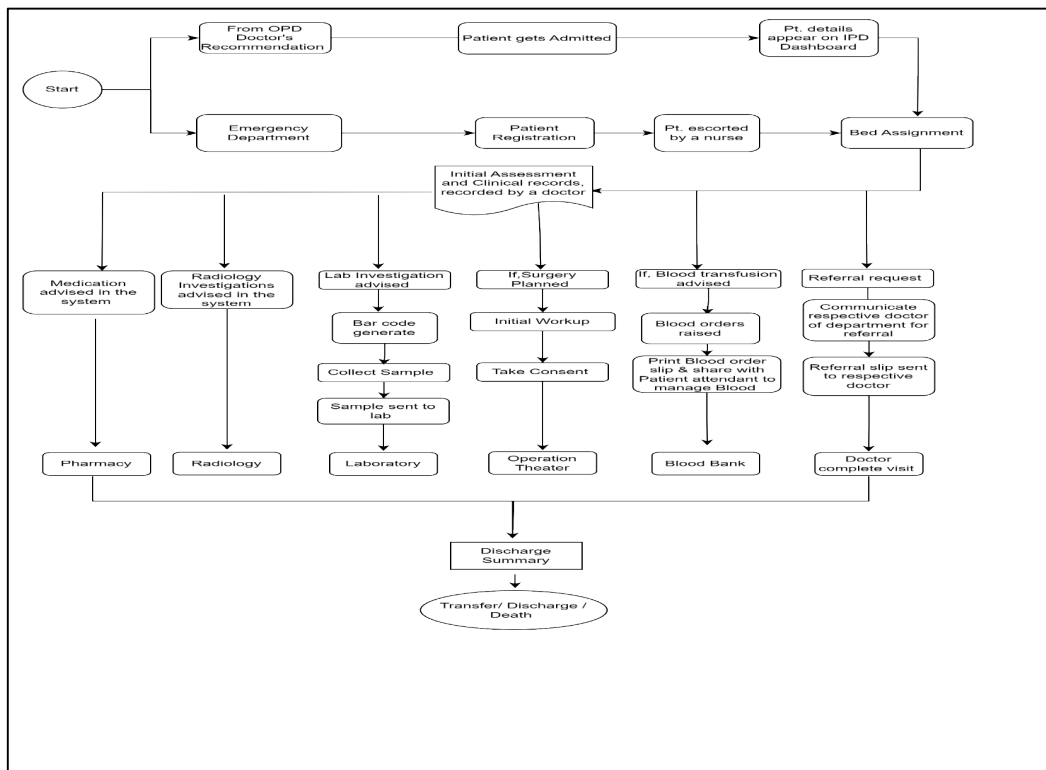 From OPD
Doctor's
Recommendation
Patient gets Admitted
Pt. details
appear on IPD
Dashboard
Start
Emergency
Department
Patient
Registration
Pt. escorted
by a nurse
Bed Assignment
Initial Assessment
and Clinical records,
recorded by a doctor
Medication
advised in the
system
Radiology
Investigations
advised in the
system
Lab Investigation
advised
If,Surgery
Planned
If, Blood transfusion
advised
Referral request
Bar code
generate
Initial Workup
Blood orders
raised
Communicate
respective doctor
of department for
referral
Collect Sample
Take Consent
Print Blood order
slip & share with
Patient attendant to
manage Blood
Referral slip sent
to respective
doctor
Sample sent to
lab
Pharmacy
Radiology
Laboratory
Operation
Theater
Blood Bank
Doctor
complete visit
Discharge
Summary
Transfer/ Discharge /
Death